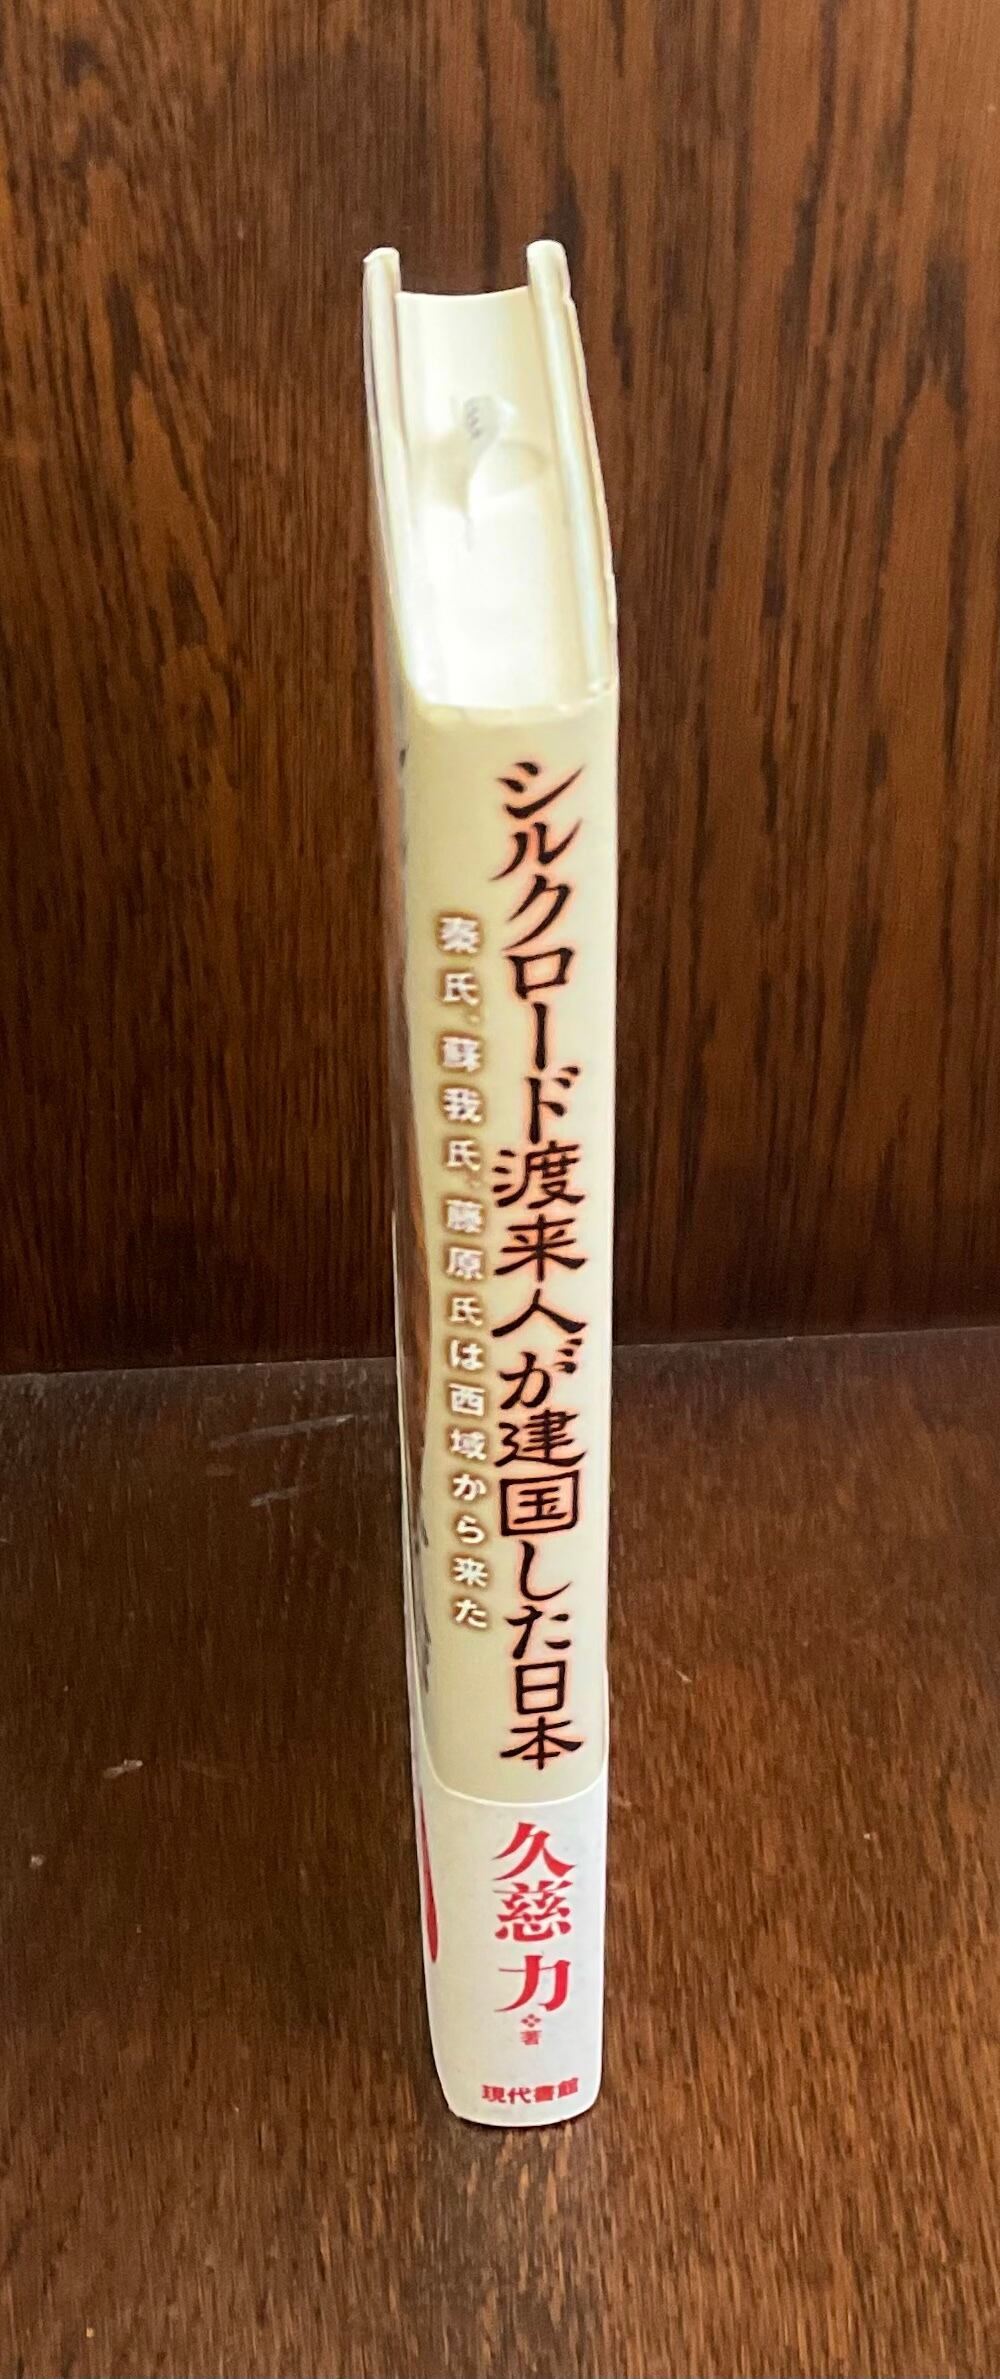 シルクロード渡来人が建国した日本
秦氏、蘇我氏、藤原氏は西域から来た
久慈力❖著
現代書館